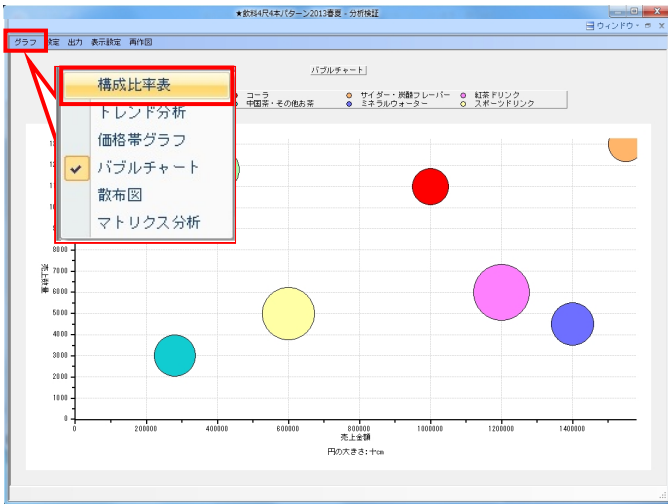 ★飲料4尺4本パターン2013春夏 - 分析検証
ウィンドウ
グラフ 設定 出力 表示設定 再作図
バブルチャート
コーラ サイダー・炭酸フレーバー 紅茶ドリンク
中国茶・その他お茶 ミネラルウォーター スポーツドリンク
構成比率表
トレンド分析
価格帯グラフ
バブルチャート
散布図
マトリクス分析
8000
7000
6000
5000
4000
3000
2000
1000
0
売上数量
0 200000 400000 600000 800000 1000000 1200000 1400000
売上金額
円の大きさ:十cm